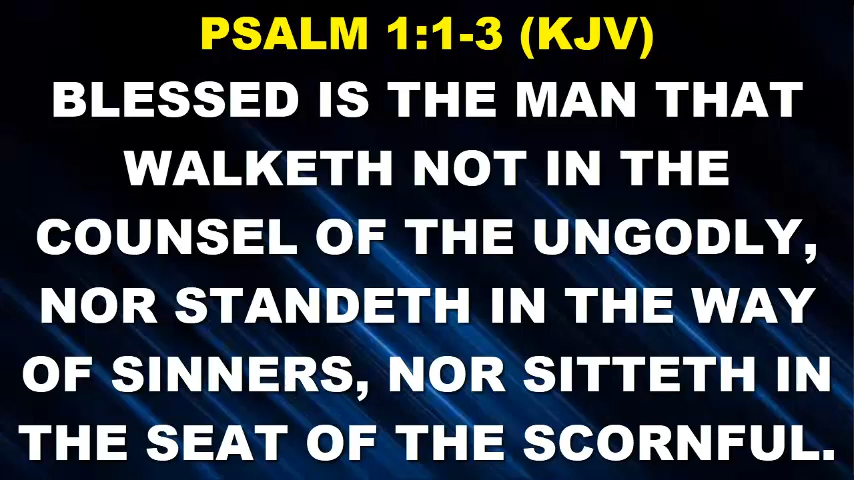 PSALM 1:1-3 (KJV)
BLESSED IS THE MAN THAT
WALKETH NOT IN THE
COUNSEL OF THE UNGODLY,
NOR STANDETH IN THE WAY
OF SINNERS, NOR SITTETH IN
THE SEAT OF THE SCORNFUL.